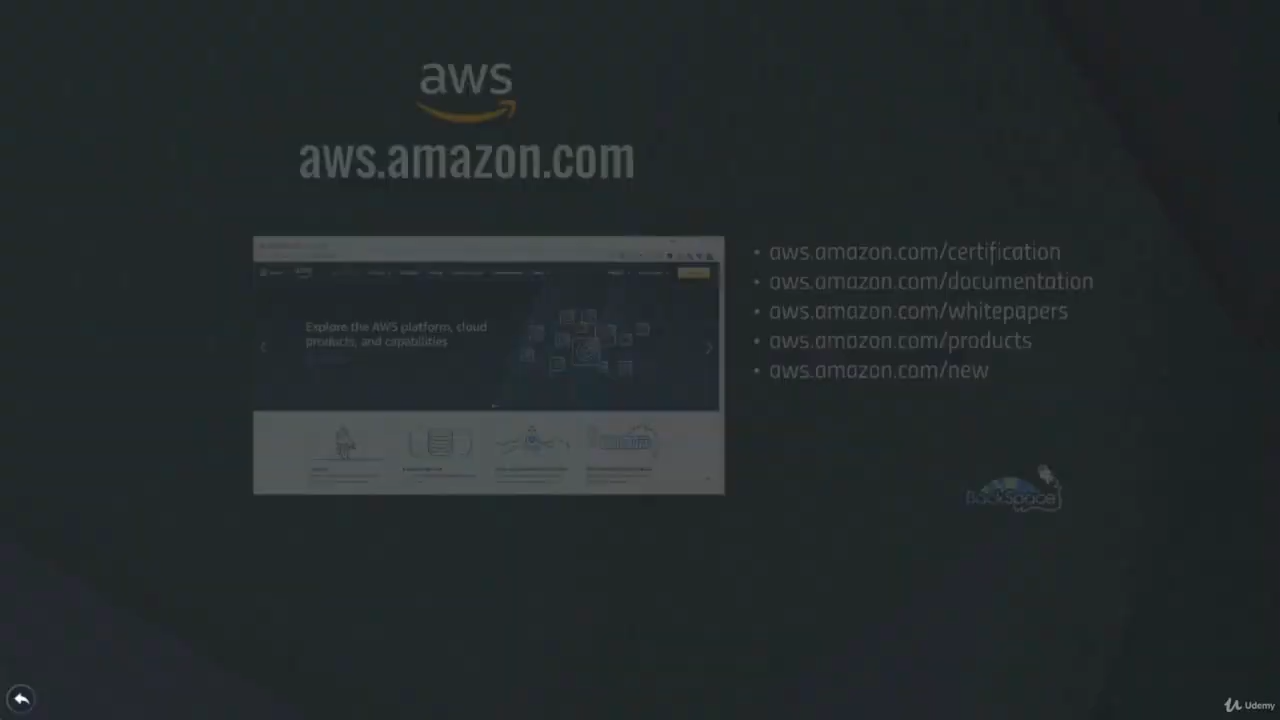 aws
aws.amazon.com
Explore the AWS platform, cloud
products, and capabilities
• aws.amazon.com/certification
• aws.amazon.com/documentation
• aws.amazon.com/whitepapers
• aws.amazon.com/products
• aws.amazon.com/new
BackSpace
Udemy